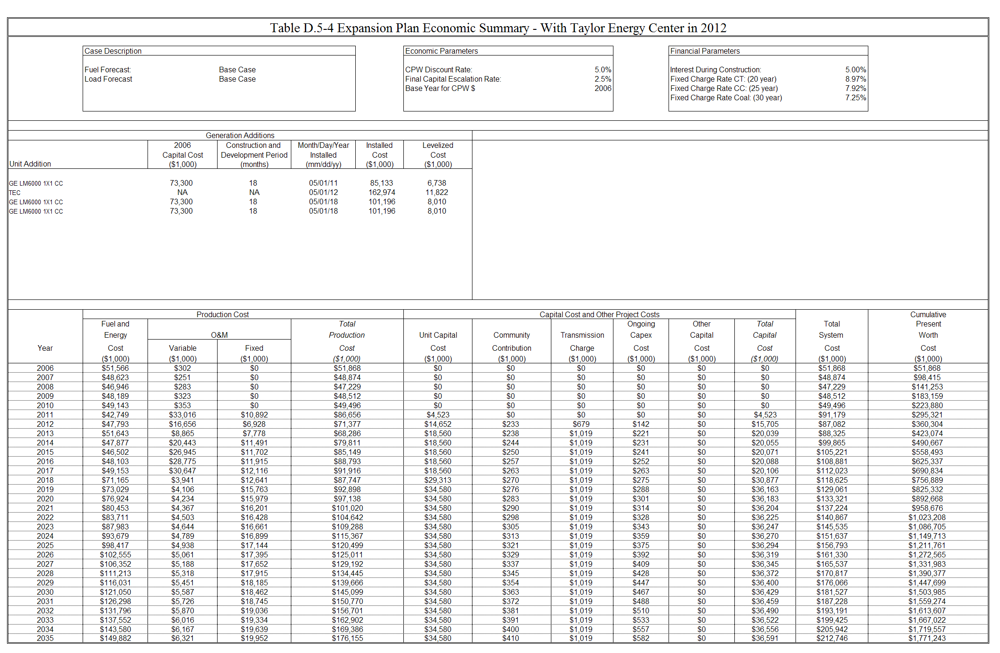 Table D.5-4 Expansion Plan Economic Summary - With Taylor Energy Center in 2012
Case Description Economic Parameters Financial Parameters
Fuel Forecast: Base Case CPW Discount Rate: 5.0% Interest During Construction: 5.00%
Load Forecast Base Case Final Capital Escalation Rate: 2.5% Fixed Charge Rate CT: (20 year) 8.97%
Base Year for CPW $ 2006 Fixed Charge Rate CC: (25 year) 7.92%
Fixed Charge Rate Coal: (30 year) 7.25%
Generation Additions
2006 Construction and Month/Day/Year Installed Levelized
Capital Cost Development Period Installed Cost Cost
Unit Addition ($1,000) (months) (mm/dd/yy) ($1,000) ($1,000)
GE LM6000 1X1 CC 73,300 18 05/01/11 85,133 6,738
TEC NA NA 05/01/12 162,974 11,822
GE LM6000 1X1 CC 73,300 18 05/01/18 101,196 8,010
GE LM6000 1X1 CC 73,300 18 05/01/18 101,196 8,010
Production Cost Capital Cost and Other Project Costs Cumulative
Fuel and Total Ongoing Other Total Total Present
Energy O&M Production Unit Capital Community Transmission Capex Capital Capital System Worth
Year Cost Variable Fixed Cost Cost Contribution Charge Cost Cost Cost Cost Cost
($1,000) ($1,000) ($1,000) ($1,000) ($1,000) ($1,000) ($1,000) ($1,000) ($1,000) ($1,000) ($1,000) ($1,000)
2006 $51,566 $302 $0 $51,868 $0 $0 $0 $0 $0 $0 $51,868 $51,868
2007 $48,623 $251 $0 $48,874 $0 $0 $0 $0 $0 $0 $48,874 $98,415
2008 $46,946 $283 $0 $47,229 $0 $0 $0 $0 $0 $0 $47,229 $141,253
2009 $48,189 $323 $0 $48,512 $0 $0 $0 $0 $0 $0 $48,512 $183,159
2010 $49,143 $353 $0 $49,496 $0 $0 $0 $0 $0 $0 $49,496 $223,880
2011 $42,749 $33,016 $10,892 $86,656 $4,523 $0 $0 $0 $0 $4,523 $91,179 $295,321
2012 $47,793 $16,656 $6,928 $71,377 $14,652 $233 $679 $142 $0 $15,705 $87,082 $360,304
2013 $51,643 $8,865 $7,778 $68,286 $18,560 $238 $1,019 $221 $0 $20,039 $88,325 $423,074
2014 $47,877 $20,443 $11,491 $79,811 $18,560 $244 $1,019 $231 $0 $20,055 $99,865 $490,667
2015 $46,502 $26,945 $11,702 $85,149 $18,560 $250 $1,019 $241 $0 $20,071 $105,221 $558,493
2016 $48,103 $28,775 $11,915 $88,793 $18,560 $257 $1,019 $252 $0 $20,088 $108,881 $625,337
2017 $49,153 $30,647 $12,116 $91,916 $18,560 $263 $1,019 $263 $0 $20,106 $112,023 $690,834
2018 $71,165 $3,941 $12,641 $87,747 $29,313 $270 $1,019 $275 $0 $30,877 $118,625 $756,889
2019 $73,029 $4,106 $15,763 $92,898 $34,580 $276 $1,019 $288 $0 $36,163 $129,061 $825,332
2020 $76,924 $4,234 $15,979 $97,138 $34,580 $283 $1,019 $301 $0 $36,183 $133,321 $892,668
2021 $80,453 $4,367 $16,201 $101,020 $34,580 $290 $1,019 $314 $0 $36,204 $137,224 $958,676
2022 $83,711 $4,503 $16,428 $104,642 $34,580 $298 $1,019 $328 $0 $36,225 $140,867 $1,023,208
2023 $87,983 $4,644 $16,661 $109,288 $34,580 $305 $1,019 $343 $0 $36,247 $145,535 $1,086,705
2024 $93,679 $4,789 $16,899 $115,367 $34,580 $313 $1,019 $359 $0 $36,270 $151,637 $1,149,713
2025 $98,417 $4,938 $17,144 $120,499 $34,580 $321 $1,019 $375 $0 $36,294 $156,793 $1,211,761
2026 $102,555 $5,061 $17,395 $125,011 $34,580 $329 $1,019 $392 $0 $36,319 $161,330 $1,272,565
2027 $106,352 $5,188 $17,652 $129,192 $34,580 $337 $1,019 $409 $0 $36,345 $165,537 $1,331,983
2028 $111,213 $5,318 $17,915 $134,445 $34,580 $345 $1,019 $428 $0 $36,372 $170,817 $1,390,377
2029 $116,031 $5,451 $18,185 $139,666 $34,580 $354 $1,019 $447 $0 $36,400 $176,066 $1,447,699
2030 $121,050 $5,587 $18,462 $145,099 $34,580 $363 $1,019 $467 $0 $36,429 $181,527 $1,503,985
2031 $126,298 $5,726 $18,745 $150,770 $34,580 $372 $1,019 $488 $0 $36,459 $187,228 $1,559,274
2032 $131,796 $5,870 $19,036 $156,701 $34,580 $381 $1,019 $510 $0 $36,490 $193,191 $1,613,607
2033 $137,552 $6,016 $19,334 $162,902 $34,580 $391 $1,019 $533 $0 $36,522 $199,425 $1,667,022
2034 $143,580 $6,167 $19,639 $169,386 $34,580 $400 $1,019 $557 $0 $36,556 $205,942 $1,719,557
2035 $149,882 $6,321 $19,952 $176,155 $34,580 $410 $1,019 $582 $0 $36,591 $212,746 $1,771,243